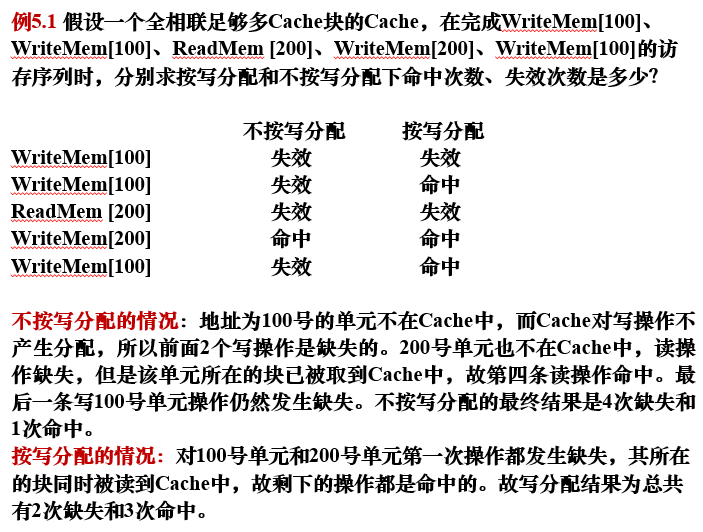 例5.1 假设一个全相联足够多Cache块的Cache，在完成WriteMem[100]、
WriteMem[100]、ReadMem [200]、WriteMem[200]、WriteMem[100]的访
存序列时，分别求按写分配和不按写分配下命中次数、失效次数是多少？
不按写分配 按写分配
WriteMem[100] 失效 失效
WriteMem[100] 失效 命中
ReadMem [200] 失效 失效
WriteMem[200] 命中 命中
WriteMem[100] 失效 命中
不按写分配的情况：地址为100号的单元不在Cache中，而Cache对写操作不
产生分配，所以前面2个写操作是缺失的。200号单元也不在Cache中，读操
作缺失，但是该单元所在的块已被取到Cache中，故第四条读操作命中。最
后一条写100号单元操作仍然发生缺失。不按写分配的最终结果是4次缺失和
1次命中。
按写分配的情况：对100号单元和200号单元第一次操作都发生缺失，其所在
的块同时被读到Cache中，故剩下的操作都是命中的。故写分配结果为总共
有2次缺失和3次命中。